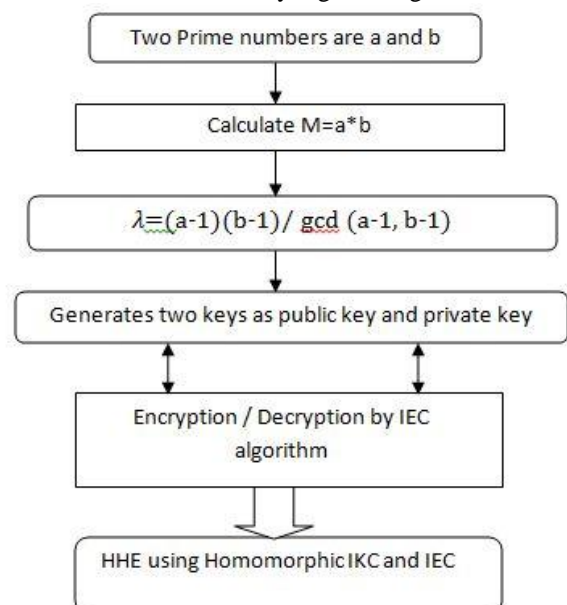 Two Prime numbers are a and b
Calculate M=a*b
λ=(a-1)(b-1)/ gcd (a-1, b-1)
Generates two keys as public key and private key
Encryption / Decryption by IEC
algorithm
HHE using Homomorphic IKC and IEC